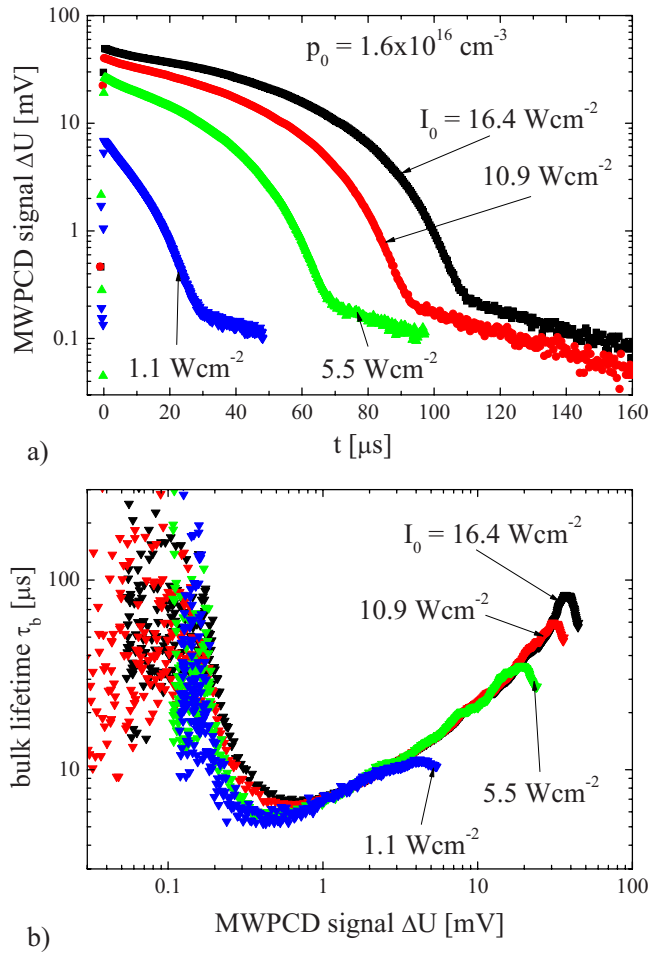 100
10
1
0.1
MWPCD signal ΔU [mV]
p₀ = 1.6x10¹⁶ cm⁻³
I₀ = 16.4 Wcm⁻²
10.9 Wcm⁻²
1.1 Wcm⁻²
5.5 Wcm⁻²
0 20 40 60 80 100 120 140 160
t [μs]
a)
100
10
bulk lifetime τ_b [μs]
I₀ = 16.4 Wcm⁻²
10.9 Wcm⁻²
5.5 Wcm⁻²
1.1 Wcm⁻²
0.1 1 10 100
MWPCD signal ΔU [mV]
b)